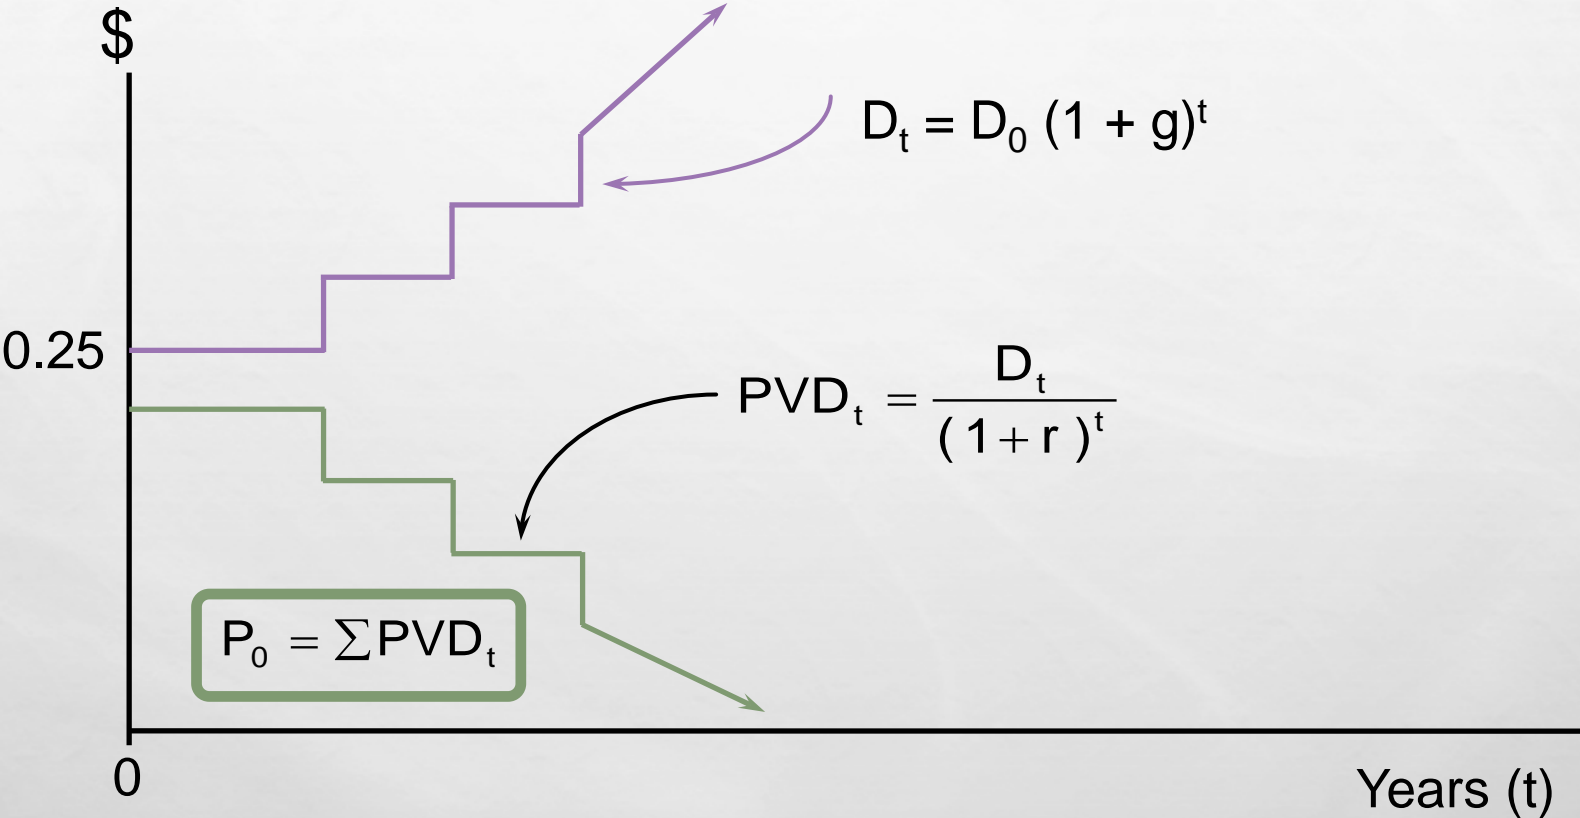 $
Dₜ = D₀ (1 + g)ᵗ
0.25
PVDₜ = Dₜ / ( 1 + r )ᵗ
P₀ = ∑PVDₜ
0
Years (t)